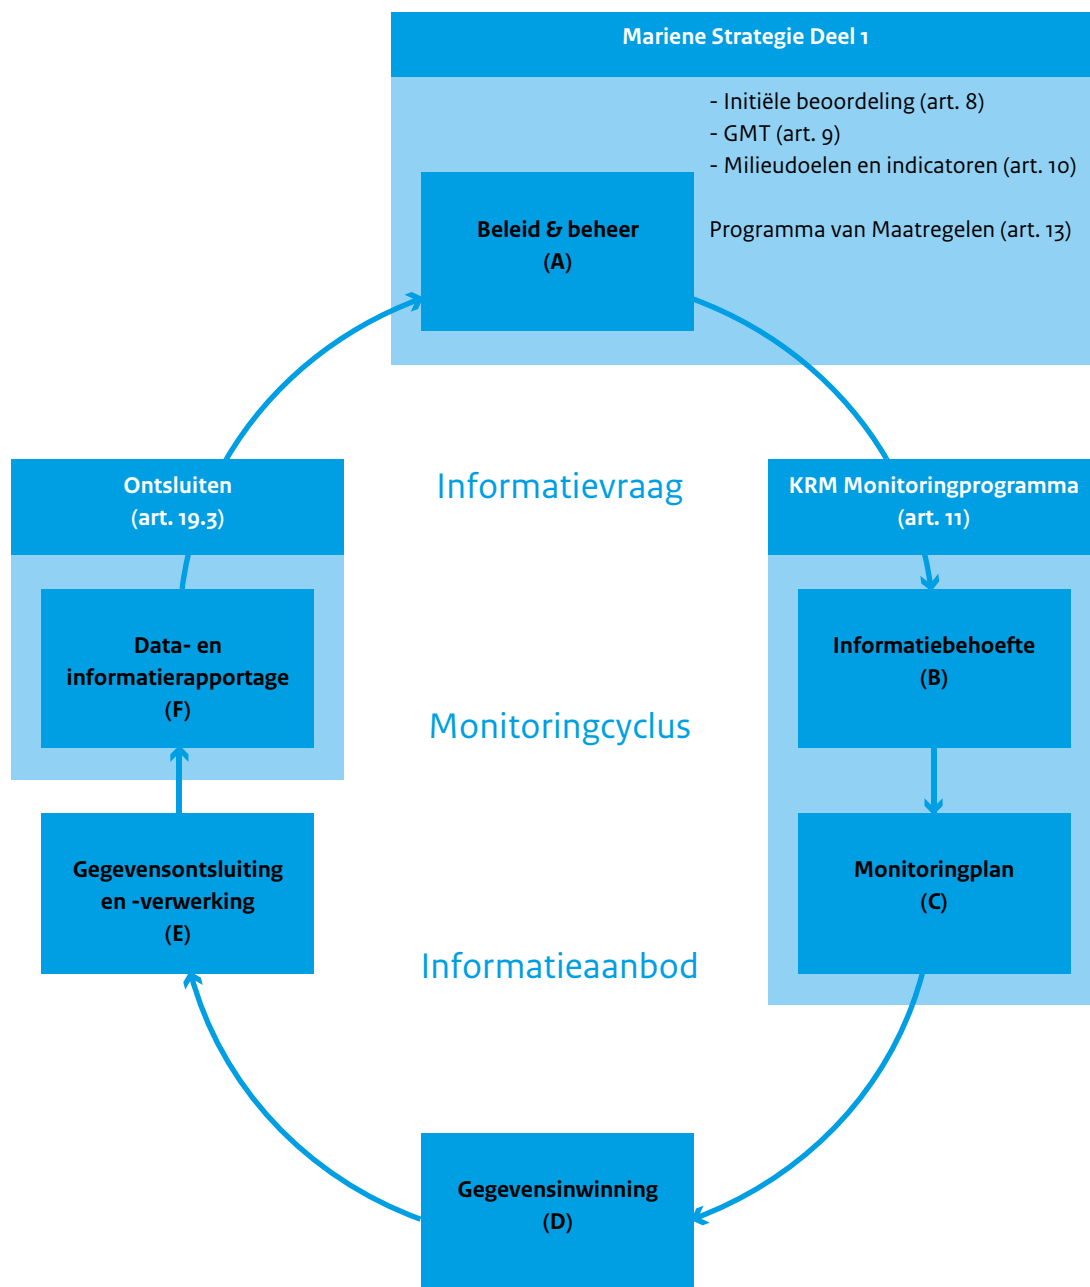 Mariene Strategie Deel 1
- Initiële beoordeling (art. 8)
- GMT (art. 9)
- Milieudoelen en indicatoren (art. 10)
Programma van Maatregelen (art. 13)
Beleid & beheer
(A)
Informatievraag
Ontsluiten
(art. 19.3)
KRM Monitoringprogramma
(art. 11)
Data- en
informatierapportage
(F)
Informatiebehoefte
(B)
Monitoringcyclus
Gegevensontsluiting
en -verwerking
(E)
Monitoringplan
(C)
Informatieaanbod
Gegevensinwinning
(D)